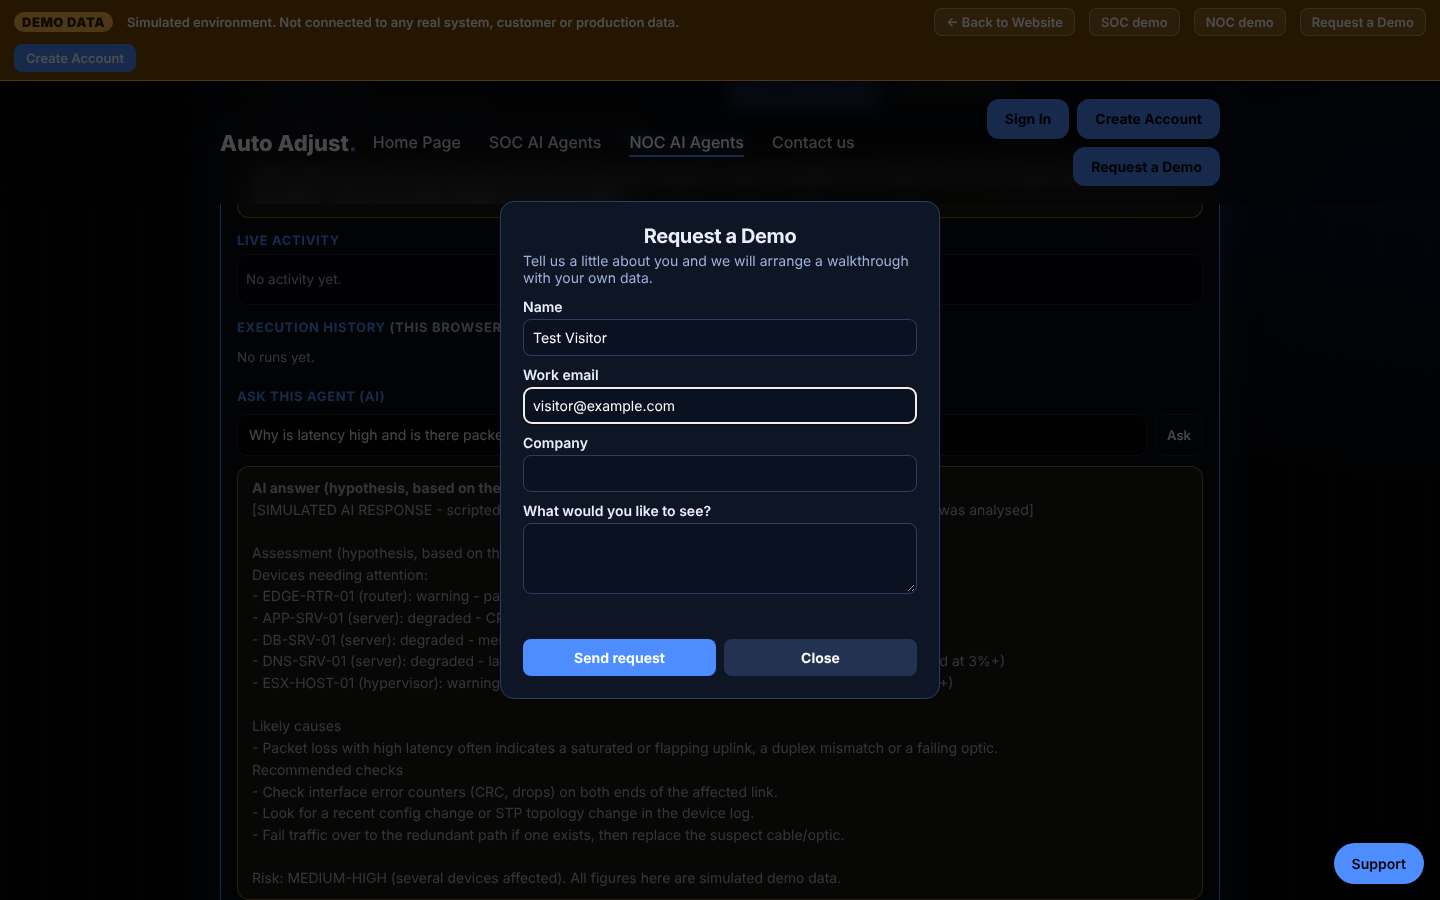 DEMO DATA Simulated environment. Not connected to any real system, customer or production data. ← Back to Website SOC demo NOC demo Request a Demo
Create Account
Sign In Create Account
Auto Adjust. Home Page SOC AI Agents NOC AI Agents Contact us
Request a Demo
Request a Demo
Tell us a little about you and we will arrange a walkthrough
with your own data.
Name
Test Visitor
Work email
visitor@example.com
Company
What would you like to see?
Send request Close
LIVE ACTIVITY
No activity yet.
EXECUTION HISTORY (THIS BROWSER
No runs yet.
ASK THIS AGENT (AI)
Why is latency high and is there packe
Ask
AI answer (hypothesis, based on the
[SIMULATED AI RESPONSE - scripted was analysed]
Assessment (hypothesis, based on th
Devices needing attention:
- EDGE-RTR-01 (router): warning - pa
- APP-SRV-01 (server): degraded - CP
- DB-SRV-01 (server): degraded - me
- DNS-SRV-01 (server): degraded - la d at 3%+)
- ESX-HOST-01 (hypervisor): warning +)
Likely causes
- Packet loss with high latency often indicates a saturated or flapping uplink, a duplex mismatch or a failing optic.
Recommended checks
- Check interface error counters (CRC, drops) on both ends of the affected link.
- Look for a recent config change or STP topology change in the device log.
- Fail traffic over to the redundant path if one exists, then replace the suspect cable/optic.
Risk: MEDIUM-HIGH (several devices affected). All figures here are simulated demo data.
Support